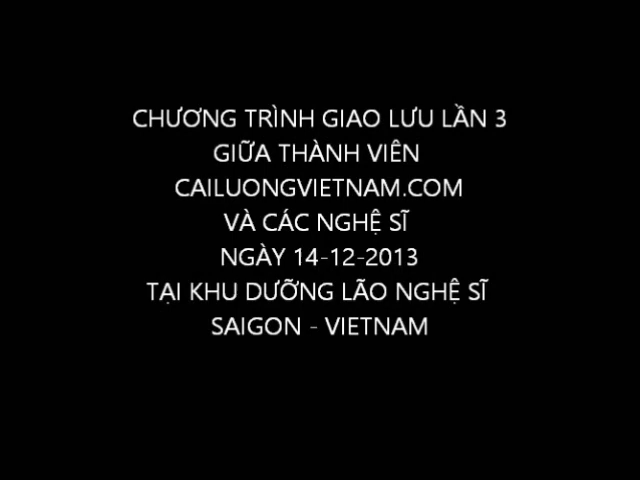 CHƯƠNG TRÌNH GIAO LƯU LẦN 3
GIỮA THÀNH VIÊN
CAILUONGVIETNAM.COM
VÀ CÁC NGHỆ SĨ
NGÀY 14-12-2013
TẠI KHU DƯỠNG LÃO NGHỆ SĨ
SAIGON - VIETNAM